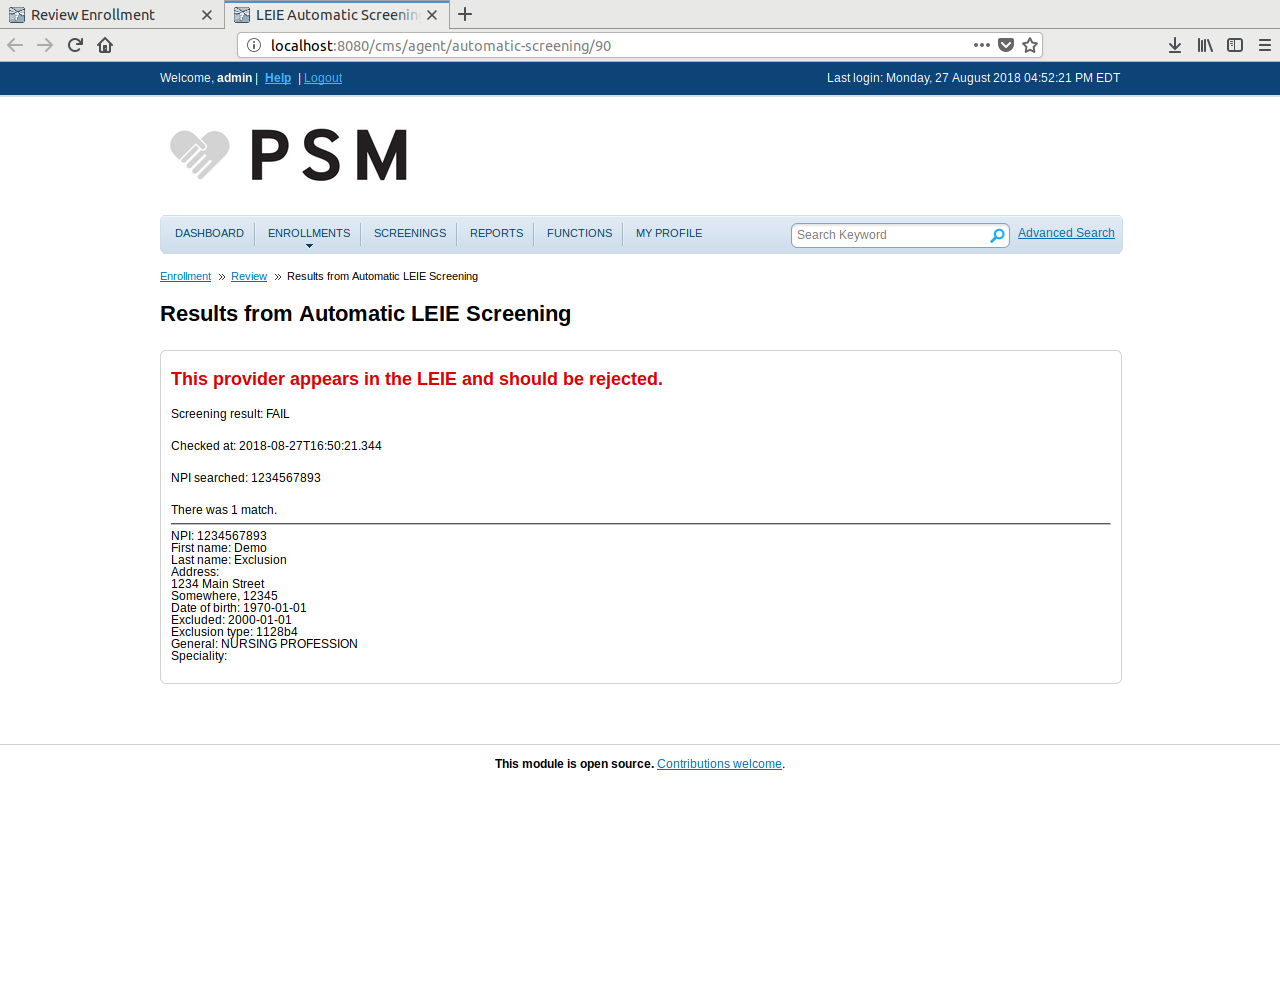 Review Enrollment
LEIE Automatic Screenin
localhost:8080/cms/agent/automatic-screening/90
Welcome, admin | Help | Logout
Last login: Monday, 27 August 2018 04:52:21 PM EDT
PSM
DASHBOARD
ENROLLMENTS
SCREENINGS
REPORTS
FUNCTIONS
MY PROFILE
Search Keyword
Advanced Search
Enrollment » Review » Results from Automatic LEIE Screening
Results from Automatic LEIE Screening
This provider appears in the LEIE and should be rejected.
Screening result: FAIL
Checked at: 2018-08-27T16:50:21.344
NPI searched: 1234567893
There was 1 match.
NPI: 1234567893
First name: Demo
Last name: Exclusion
Address:
1234 Main Street
Somewhere, 12345
Date of birth: 1970-01-01
Excluded: 2000-01-01
Exclusion type: 1128b4
General: NURSING PROFESSION
Speciality:
This module is open source. Contributions welcome.